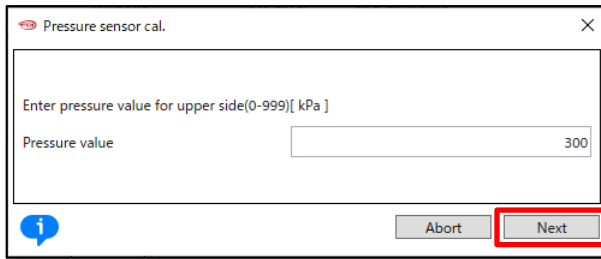 Pressure sensor cal.
Enter pressure value for upper side(0-999)[ kPa ]
Pressure value 300
Abort Next